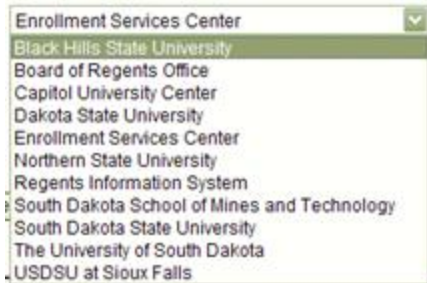 Enrollment Services Center
Black Hills State University
Board of Regents Office
Capitol University Center
Dakota State University
Enrollment Services Center
Northern State University
Regents Information System
South Dakota School of Mines and Technology
South Dakota State University
The University of South Dakota
USDSU at Sioux Falls